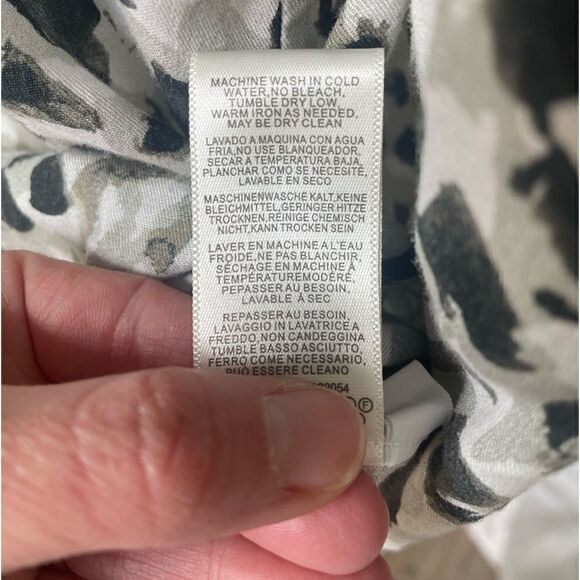 MACHINE WASH IN COLD
WATER,NO BLEACH.
TUMBLE DRY LOW,
WARM IRON AS NEEDED.
MAY BE DRY CLEAN
LAVADO A MAQUINA CON AGUA
FRIA,NO USE BLANQUEADOR,
SECAR A TEMPERATURA BAJA,
PLANCHAR COMO SE NECESITE,
LAVABLE EN SECO
MASCHINENWASCHE KALT,KEINE
BLEICHMITTEL,GERINGER HITZE
TROCKNEN,REINIGE CHEMISCH
NICHT,KANN TROCKEN SEIN
LAVER EN MACHINE A L'EAU
FROIDE,NE PAS BLANCHIR,
SÉCHAGE EN MACHINE À
TEMPÉRATUREMODÉRÉ,
PEPASSER AU BESOIN,
LAVABLE À SEC
REPASSER AU BESOIN,
LAVAGGIO IN LAVATRICE A
FREDDO, NON CANDEGGINA
TUMBLE BASSO ASCIUTTO,
FERRO COME NECESSARIO,
PUÒ ESSERE CLEANO
F